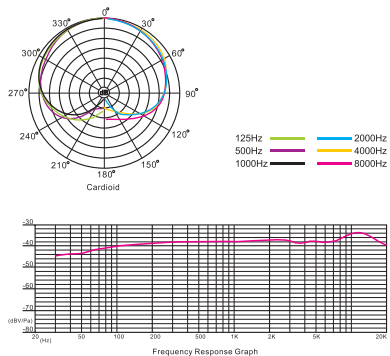 0°
330° 30°
300° 60°
270° 90°
240° 120°
210° 150°
180°
Cardioid
125Hz 2000Hz
500Hz 4000Hz
1000Hz 8000Hz
-30
-40
-50
-60
-70
(dBV/Pa)
-80
20 (Hz) 50 100 200 500 1K 2K 5K 10K 20K
Frequency Response Graph